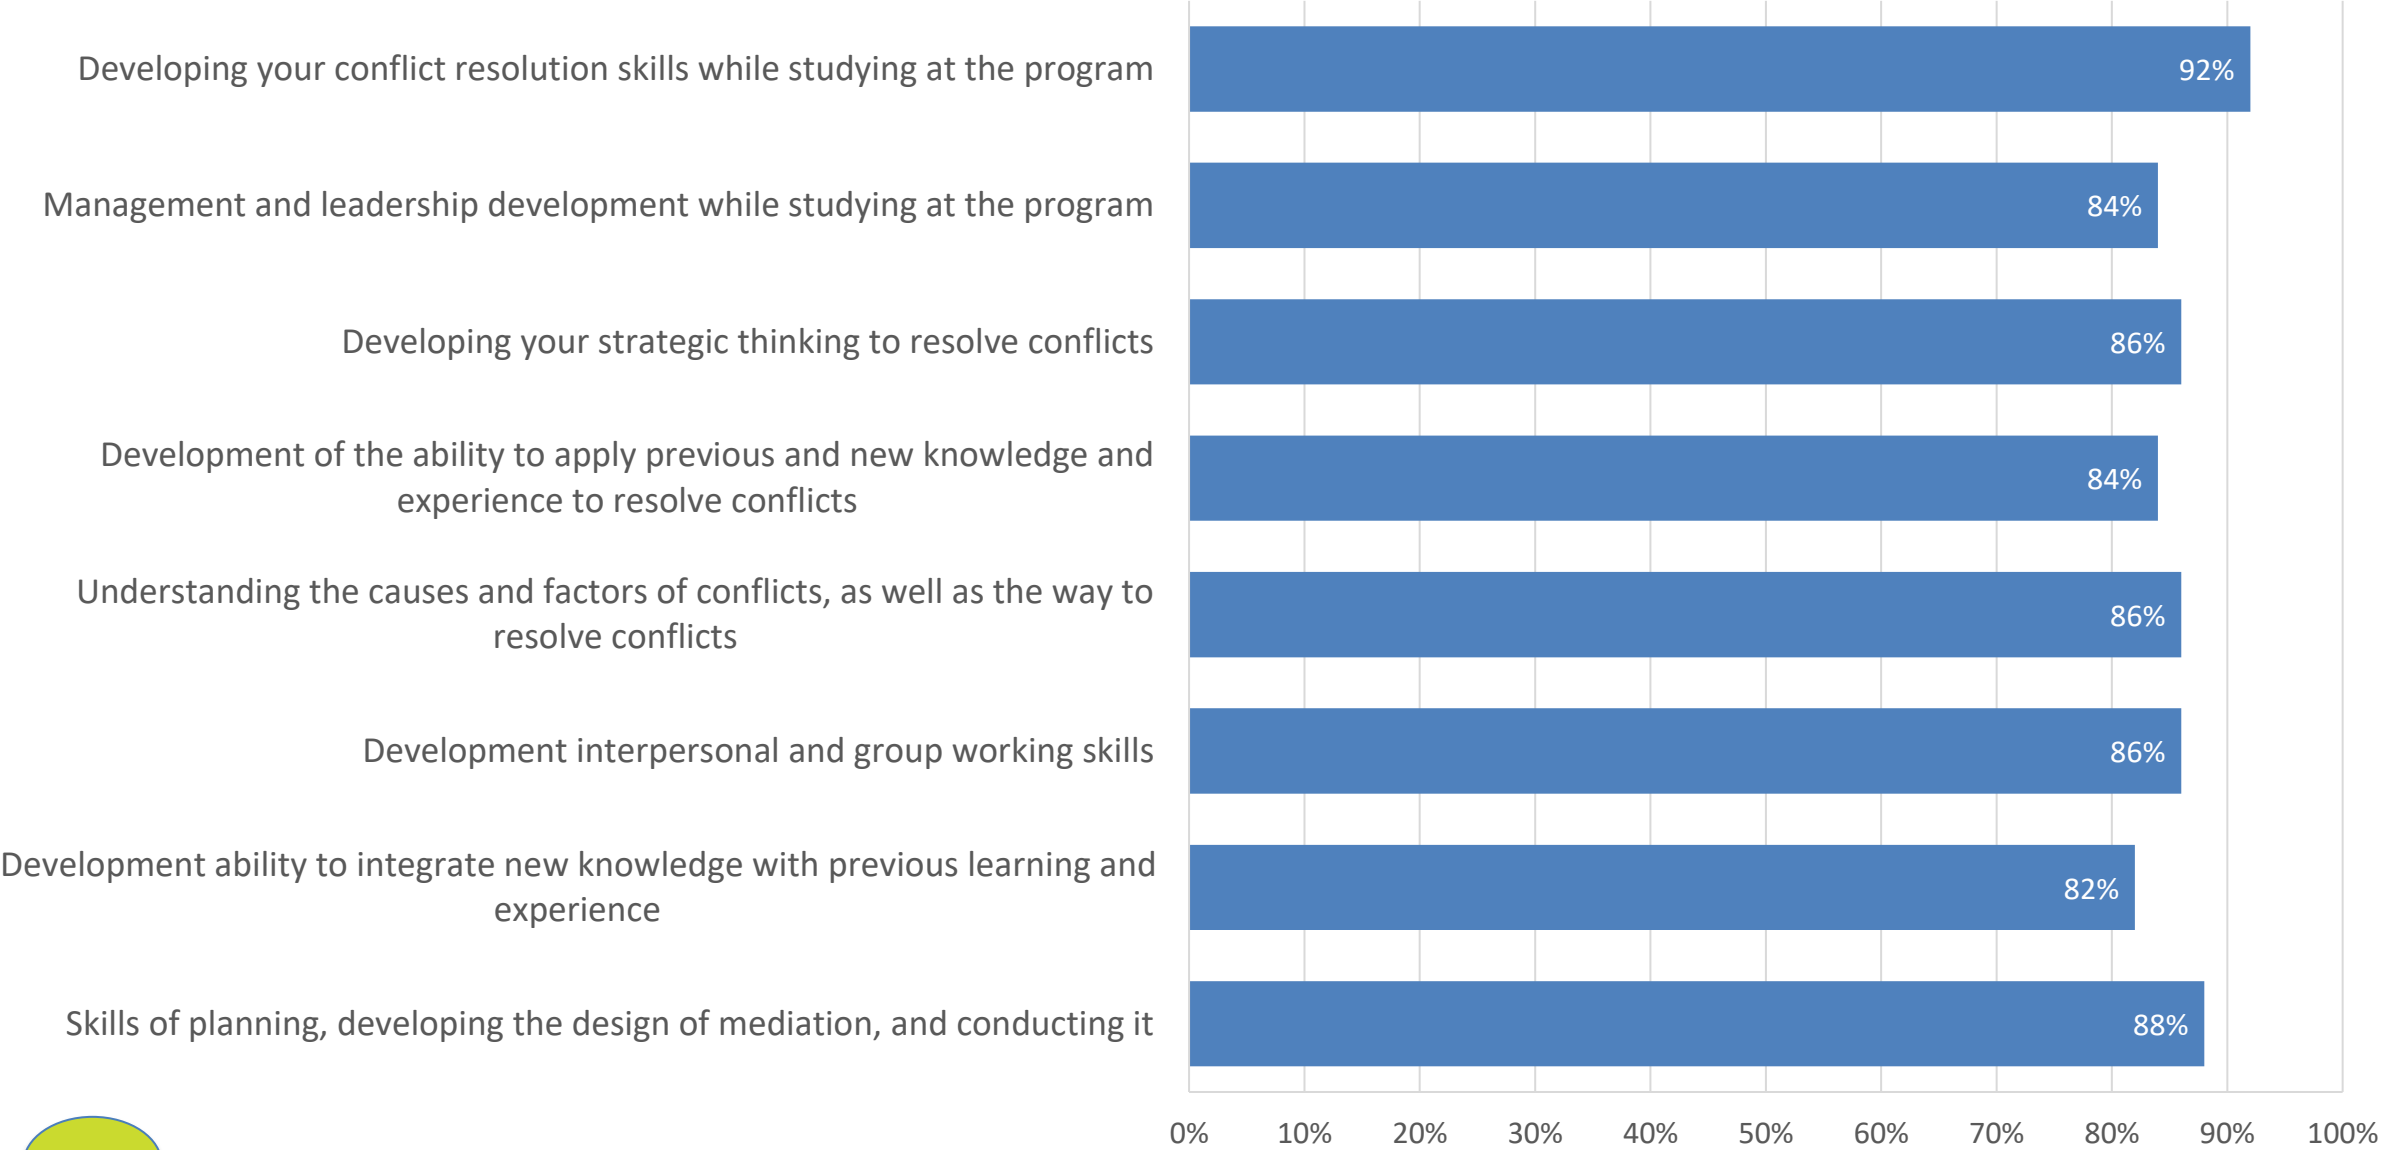 Developing your conflict resolution skills while studying at the program
92%
Management and leadership development while studying at the program
84%
Developing your strategic thinking to resolve conflicts
86%
Development of the ability to apply previous and new knowledge and
experience to resolve conflicts
84%
Understanding the causes and factors of conflicts, as well as the way to
resolve conflicts
86%
Development interpersonal and group working skills
86%
Development ability to integrate new knowledge with previous learning and
experience
82%
Skills of planning, developing the design of mediation, and conducting it
88%
0% 10% 20% 30% 40% 50% 60% 70% 80% 90% 100%